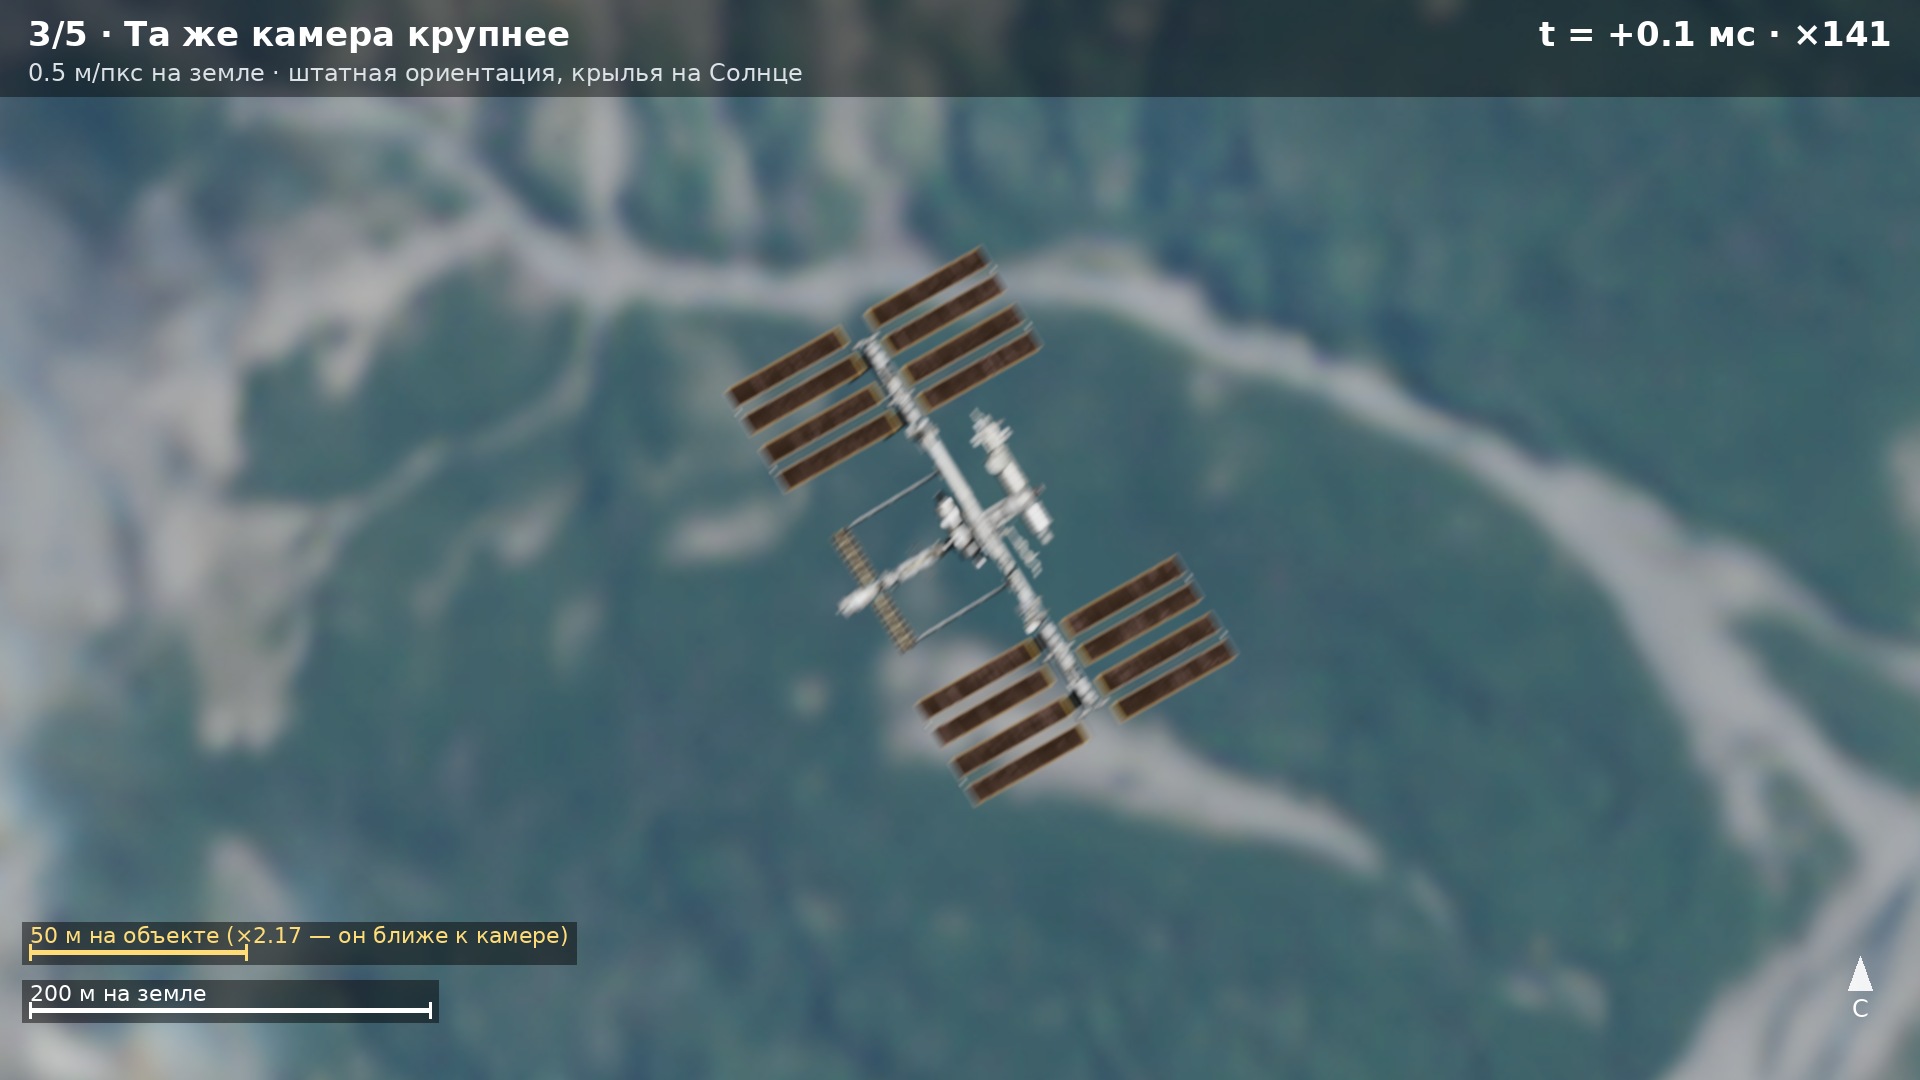 3/5 · Та же камера крупнее
t = +0.1 мс · ×141
0.5 м/пкс на земле · штатная ориентация, крылья на Солнце
50 м на объекте (×2.17 — он ближе к камере)
200 м на земле
С